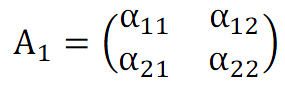 A₁ = (α₁₁ α₁₂
α₂₁ α₂₂)